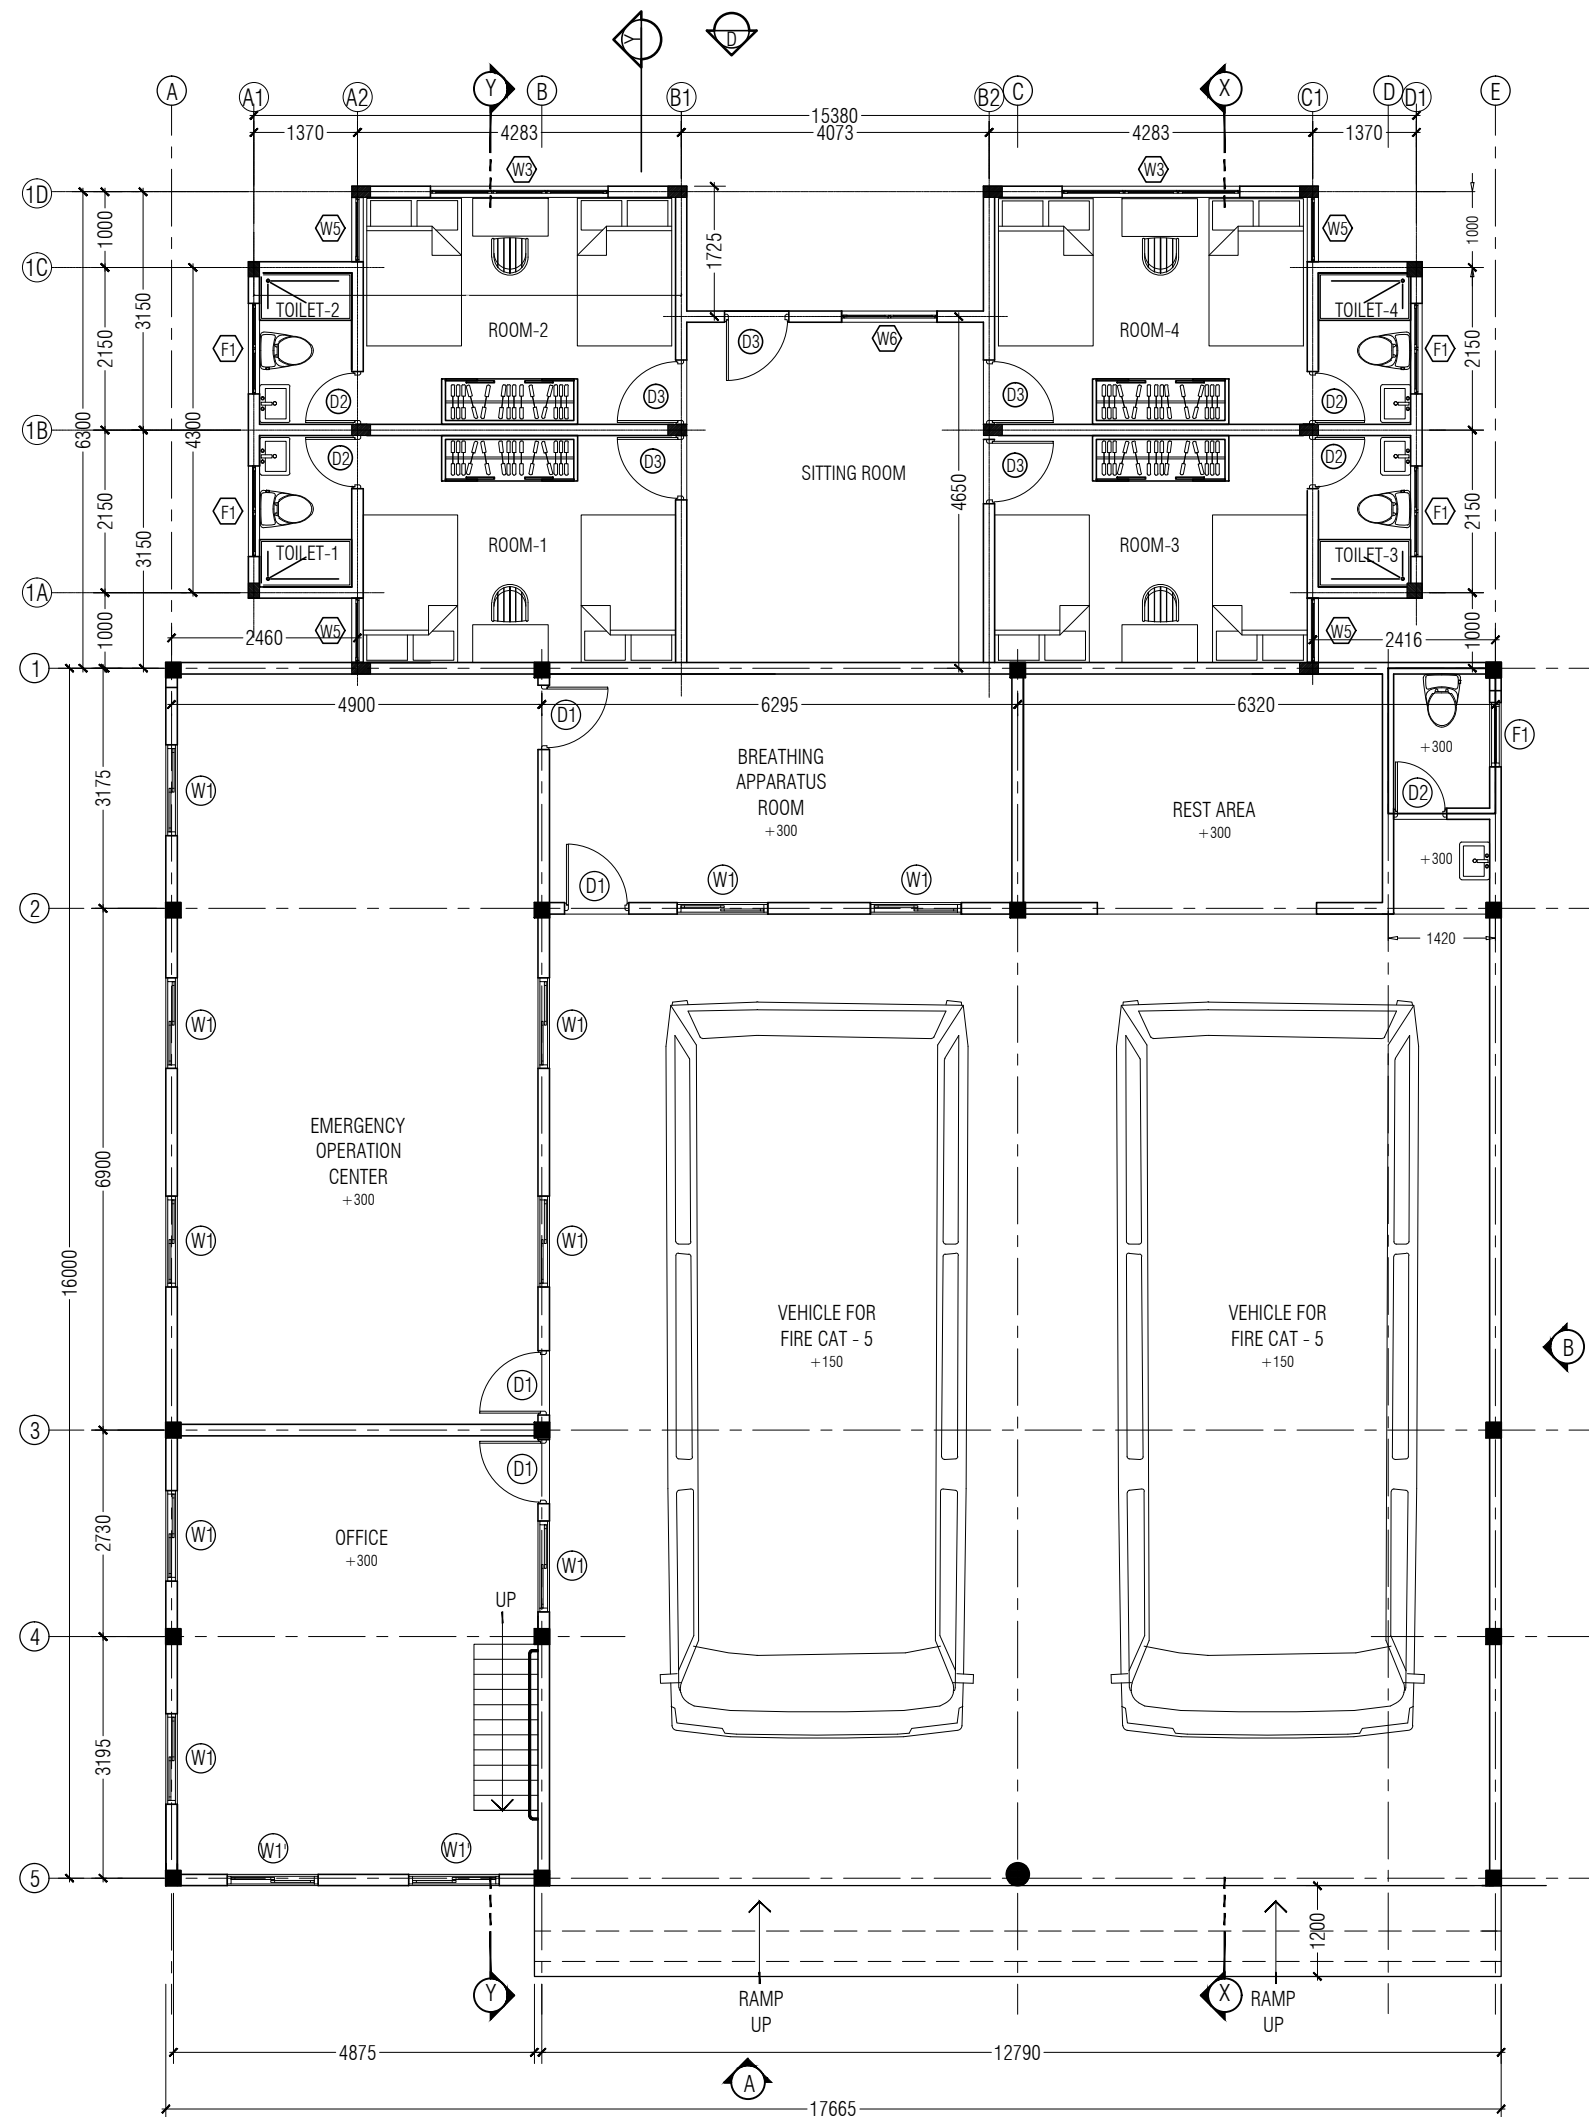 Y
D
A
A1
A2
Y
B
B1
B2
C
X
C1
D
D1
E
15380
1370
4283
4073
4283
1370
1D
W3
W3
1000
W5
1725
W5
1000
1C
TOILET-2
3150
ROOM-2
ROOM-4
TOILET-4
F1
D3
W6
F1
2150
2150
D2
D3
D3
D2
1B
6300
4300
D2
D3
D3
D2
SITTING ROOM
4650
F1
F1
2150
2150
3150
TOILET-1
ROOM-1
ROOM-3
TOILET-3
1A
1000
2460
W5
W5
2416
1000
1
4900
6295
6320
D1
F1
+300
BREATHING
APPARATUS
ROOM
+300
3175
W1
D2
REST AREA
+300
+300
D1
W1
W1
2
1420
W1
W1
EMERGENCY
OPERATION
CENTER
+300
6900
W1
W1
16000
VEHICLE FOR
FIRE CAT - 5
+150
VEHICLE FOR
FIRE CAT - 5
+150
B
D1
3
D1
2730
W1
OFFICE
+300
W1
UP
4
W1
3195
W1'
W1'
5
1200
Y
RAMP
UP
X
RAMP
UP
4875
12790
A
17665